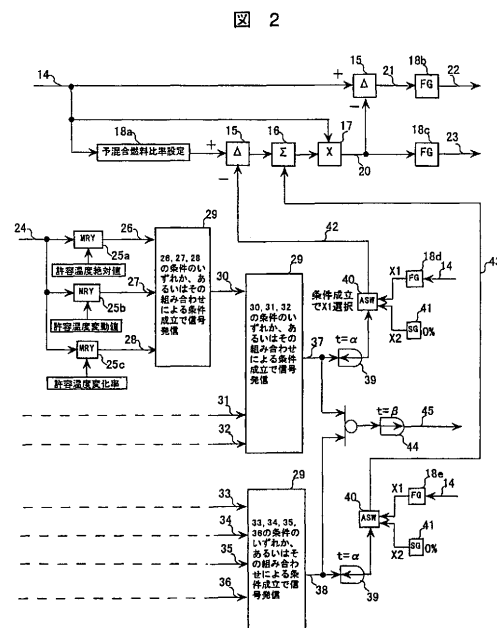 図 2
14
15
21
18b
22
+
Δ
FG
−
18a
予混合燃料比率設定
15
16
17
18c
23
+
Δ
Σ
X
FG
−
20
42
43
24
MRY
26
25a
許容温度絶対値
MRY
27
25b
許容温度変動値
MRY
28
25c
許容温度変化率
29
26, 27, 28
の条件のい
ずれか、あ
るいはその
組み合わせ
による条件
成立で信号
発信
30
29
30, 31, 32
の条件のい
ずれか、あ
るいはその
組み合わせ
による条件
成立で信号
発信
31
32
37
条件成立
でX1選択
40
ASW
X1
18d
FG
14
41
X2
SG
0%
t=α
39
t=β
45
44
29
33, 34, 35,
36の条件の
いずれか、
あるいはそ
の組み合わ
せによる条
件成立で信
号発信
33
34
35
36
38
t=α
39
40
ASW
X1
18e
FG
14
41
X2
SG
0%